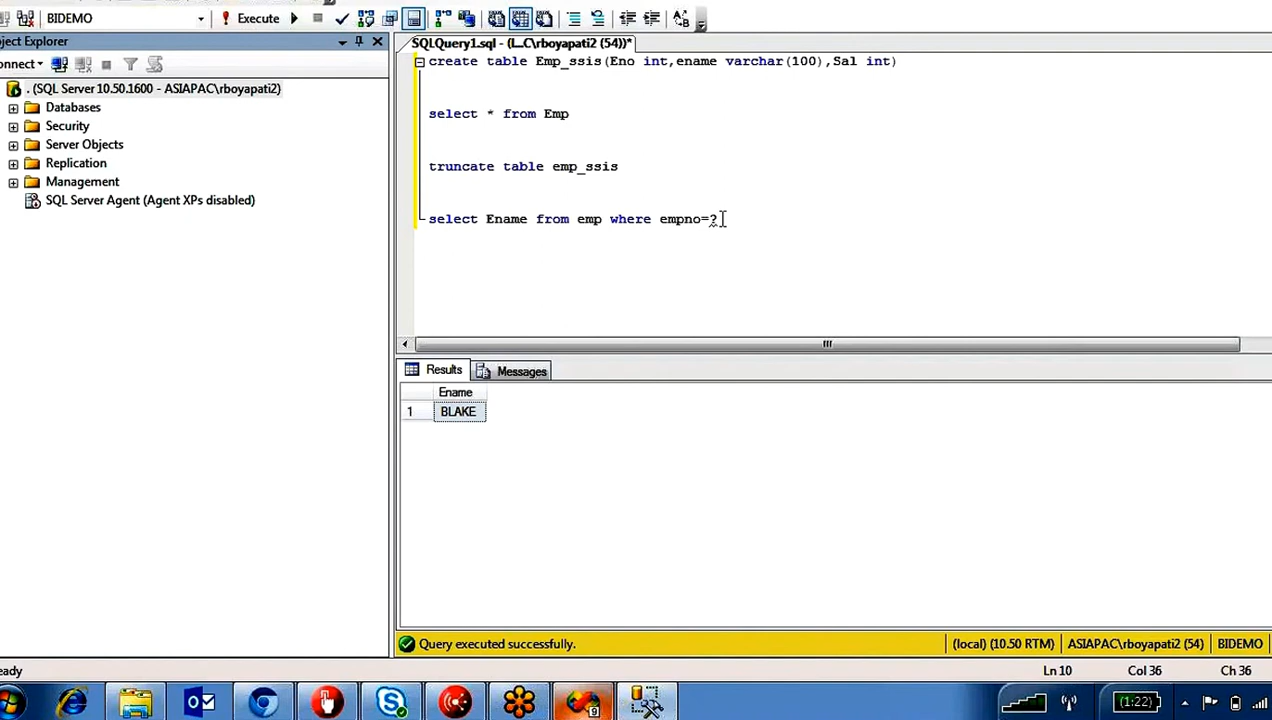 BIDEMO
Execute
ject Explorer
onnect
. (SQL Server 10.50.1600 - ASIAPAC\rboyapati2)
Databases
Security
Server Objects
Replication
Management
SQL Server Agent (Agent XPs disabled)
SQLQuery1.sql - (l...C\rboyapati2 (54))*
create table Emp_ssis(Eno int,ename varchar(100),Sal int)
select * from Emp
truncate table emp_ssis
select Ename from emp where empno=?
Results
Messages
Ename
1 BLAKE
Query executed successfully.
(local) (10.50 RTM)
ASIAPAC\rboyapati2 (54)
BIDEMO
eady
Ln 10
Col 36
Ch 36
9
(1:22)